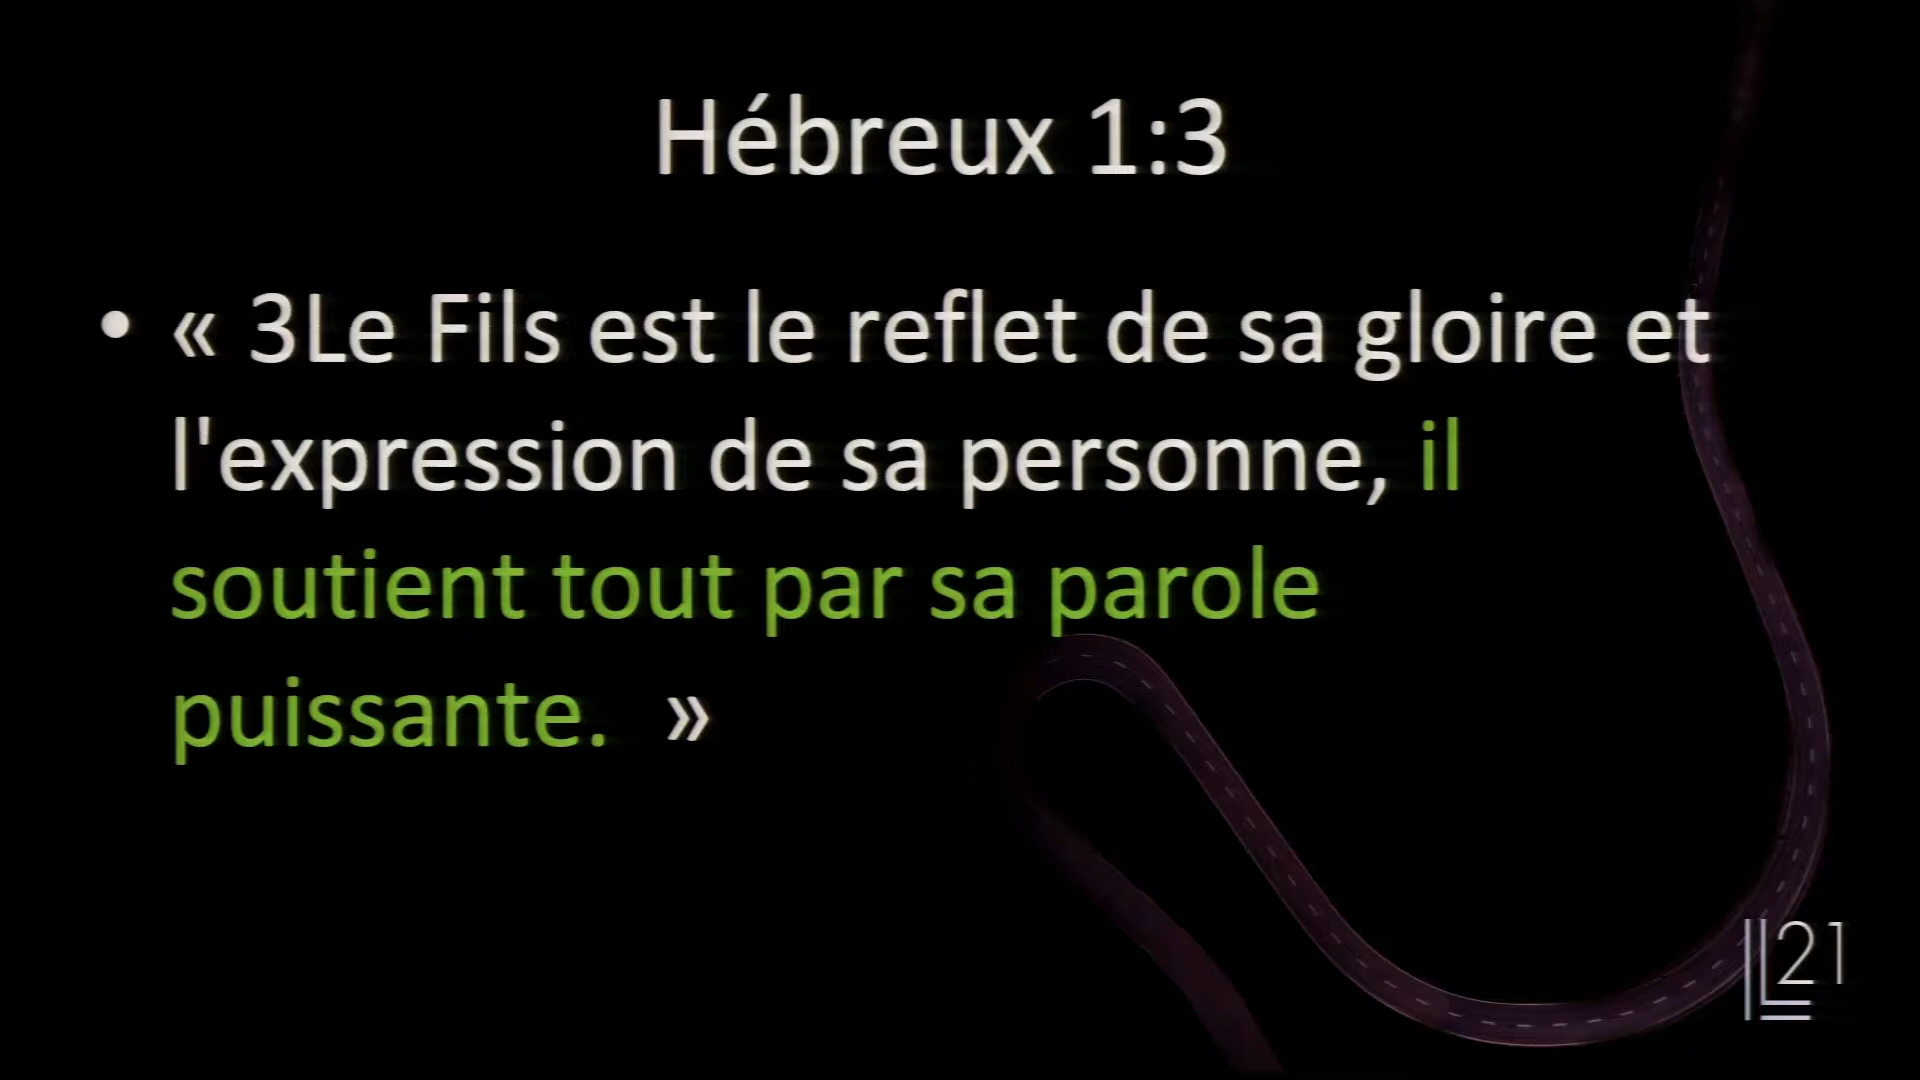 Hébreux 1:3
• « 3Le Fils est le reflet de sa gloire et
l'expression de sa personne, il
soutient tout par sa parole
puissante.  »
L21